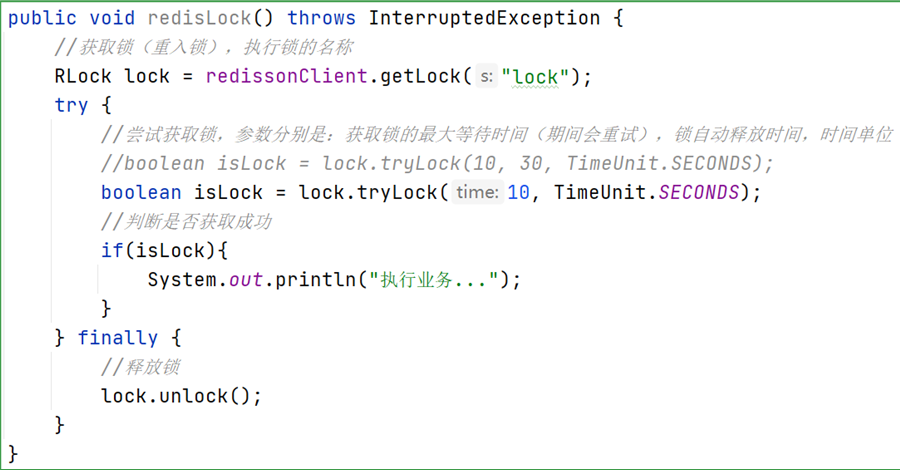 public void redisLock() throws InterruptedException {
    //获取锁（重入锁），执行锁的名称
    RLock lock = redissonClient.getLock( s: "lock");
    try {
        //尝试获取锁，参数分别是：获取锁的最大等待时间（期间会重试），锁自动释放时间，时间单位
        //boolean isLock = lock.tryLock(10, 30, TimeUnit.SECONDS);
        boolean isLock = lock.tryLock( time: 10, TimeUnit.SECONDS);
        //判断是否获取成功
        if(isLock){
            System.out.println("执行业务...");
        }
    } finally {
        //释放锁
        lock.unlock();
    }
}